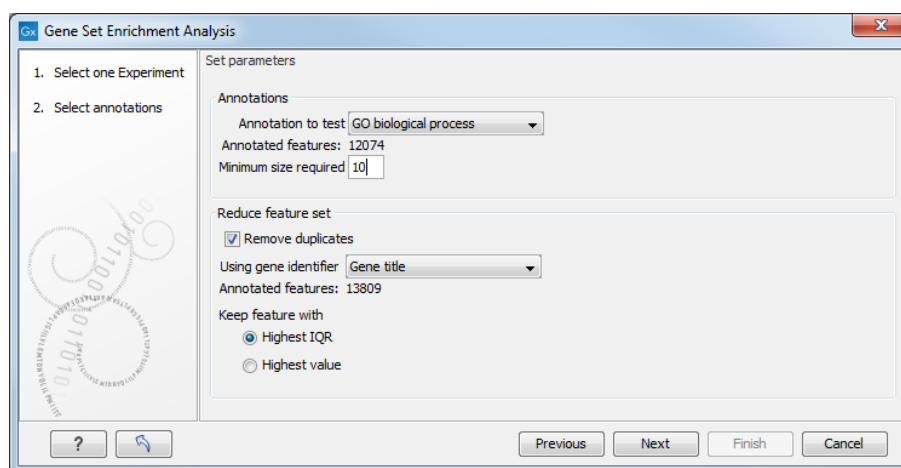 Gx Gene Set Enrichment Analysis
1. Select one Experiment
2. Select annotations
Set parameters
Annotations
Annotation to test GO biological process
Annotated features: 12074
Minimum size required 10
Reduce feature set
Remove duplicates
Using gene identifier Gene title
Annotated features: 13809
Keep feature with
Highest IQR
Highest value
? Previous Next Finish Cancel